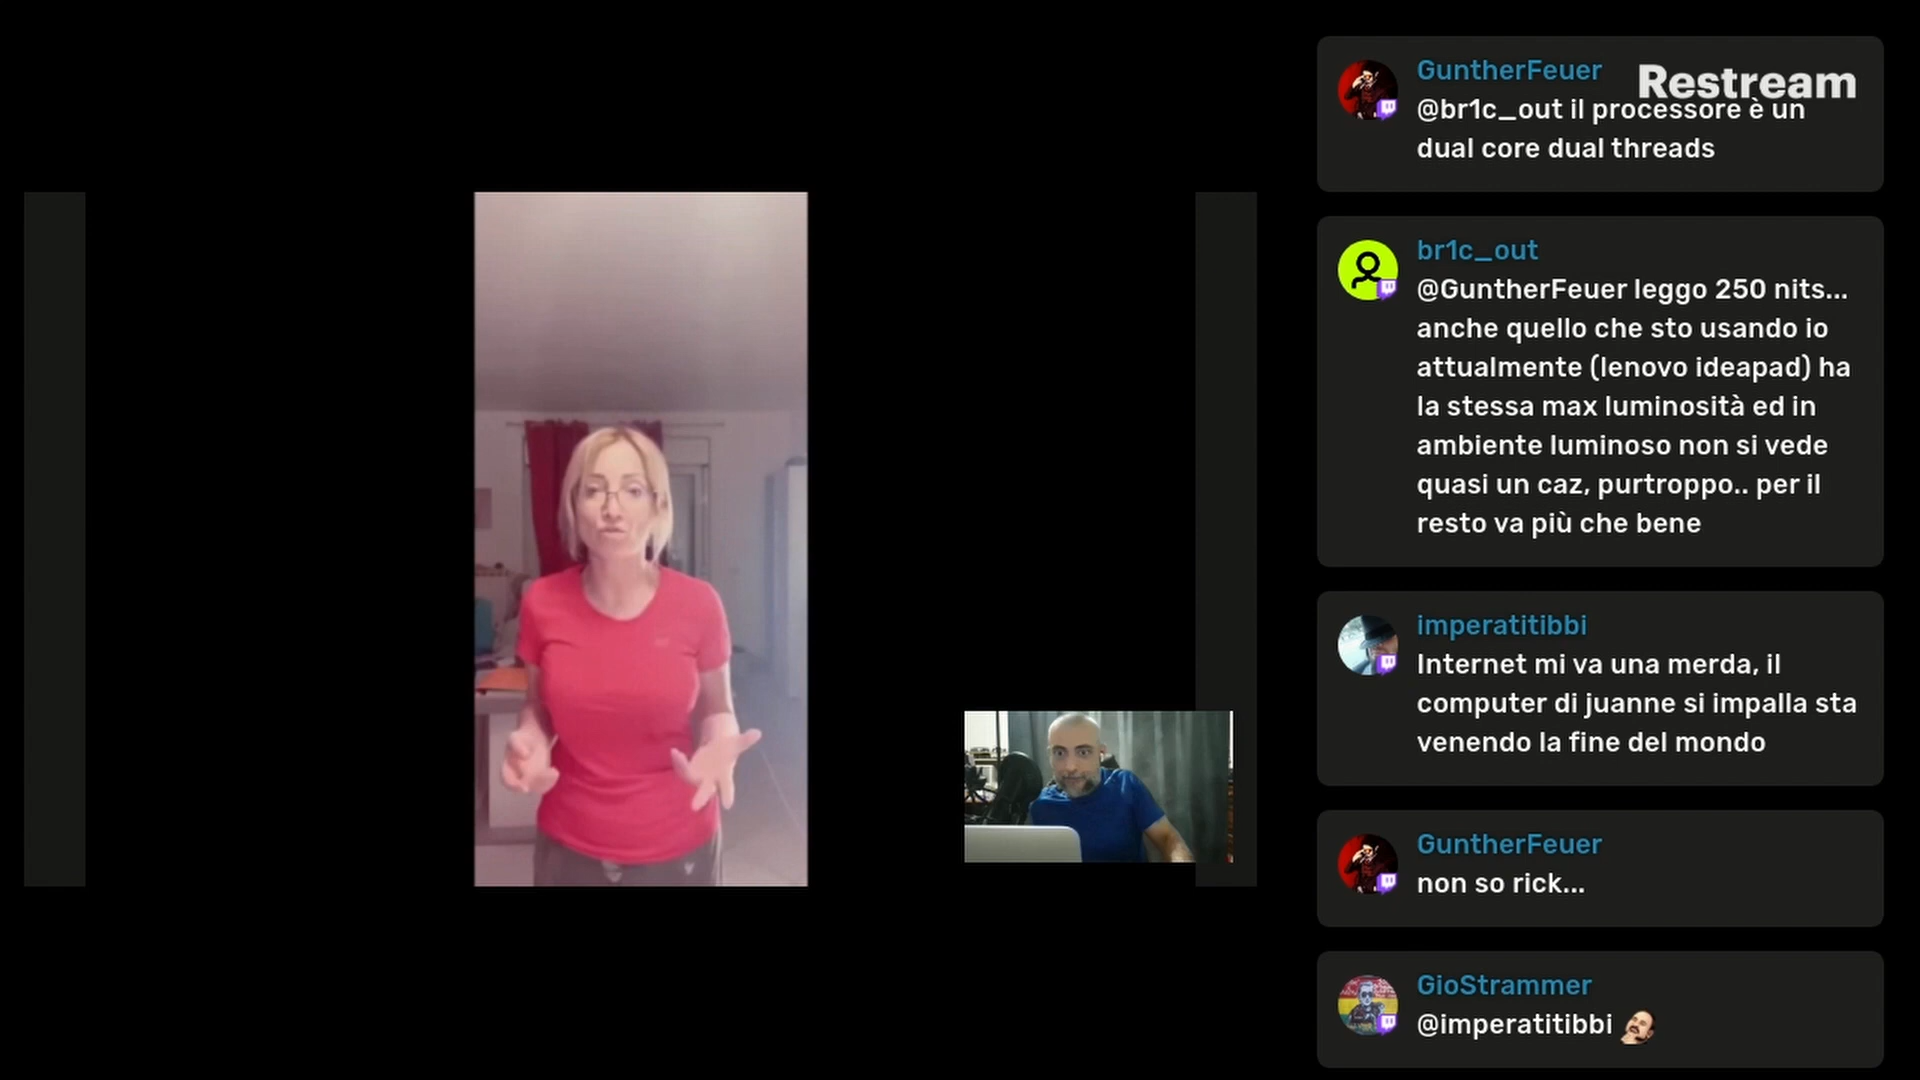 GuntherFeuer
Restream
@br1c_out il processore è un
dual core dual threads
br1c_out
@GuntherFeuer leggo 250 nits...
anche quello che sto usando io
attualmente (lenovo ideapad) ha
la stessa max luminosità ed in
ambiente luminoso non si vede
quasi un caz, purtroppo.. per il
resto va più che bene
imperatitibbi
Internet mi va una merda, il
computer di juanne si impalla sta
venendo la fine del mondo
GuntherFeuer
non so rick...
GioStrammer
@imperatitibbi